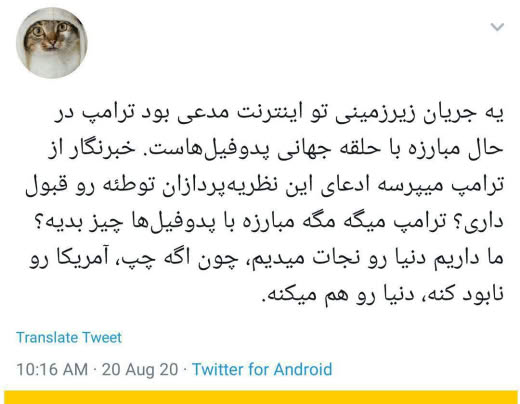 یه جریان زیرزمینی تو اینترنت مدعی بود ترامپ در
حال مبارزه با حلقه جهانی پدوفیل‌هاست. خبرنگار از
ترامپ میپرسه ادعای این نظریه‌پردازان توطئه رو قبول
داری؟ ترامپ میگه مگه مبارزه با پدوفیل‌ها چیز بدیه؟
ما داریم دنیا رو نجات میدیم، چون اگه چپ، آمریکا رو
نابود کنه، دنیا رو هم میکنه.
Translate Tweet
10:16 AM · 20 Aug 20 · Twitter for Android